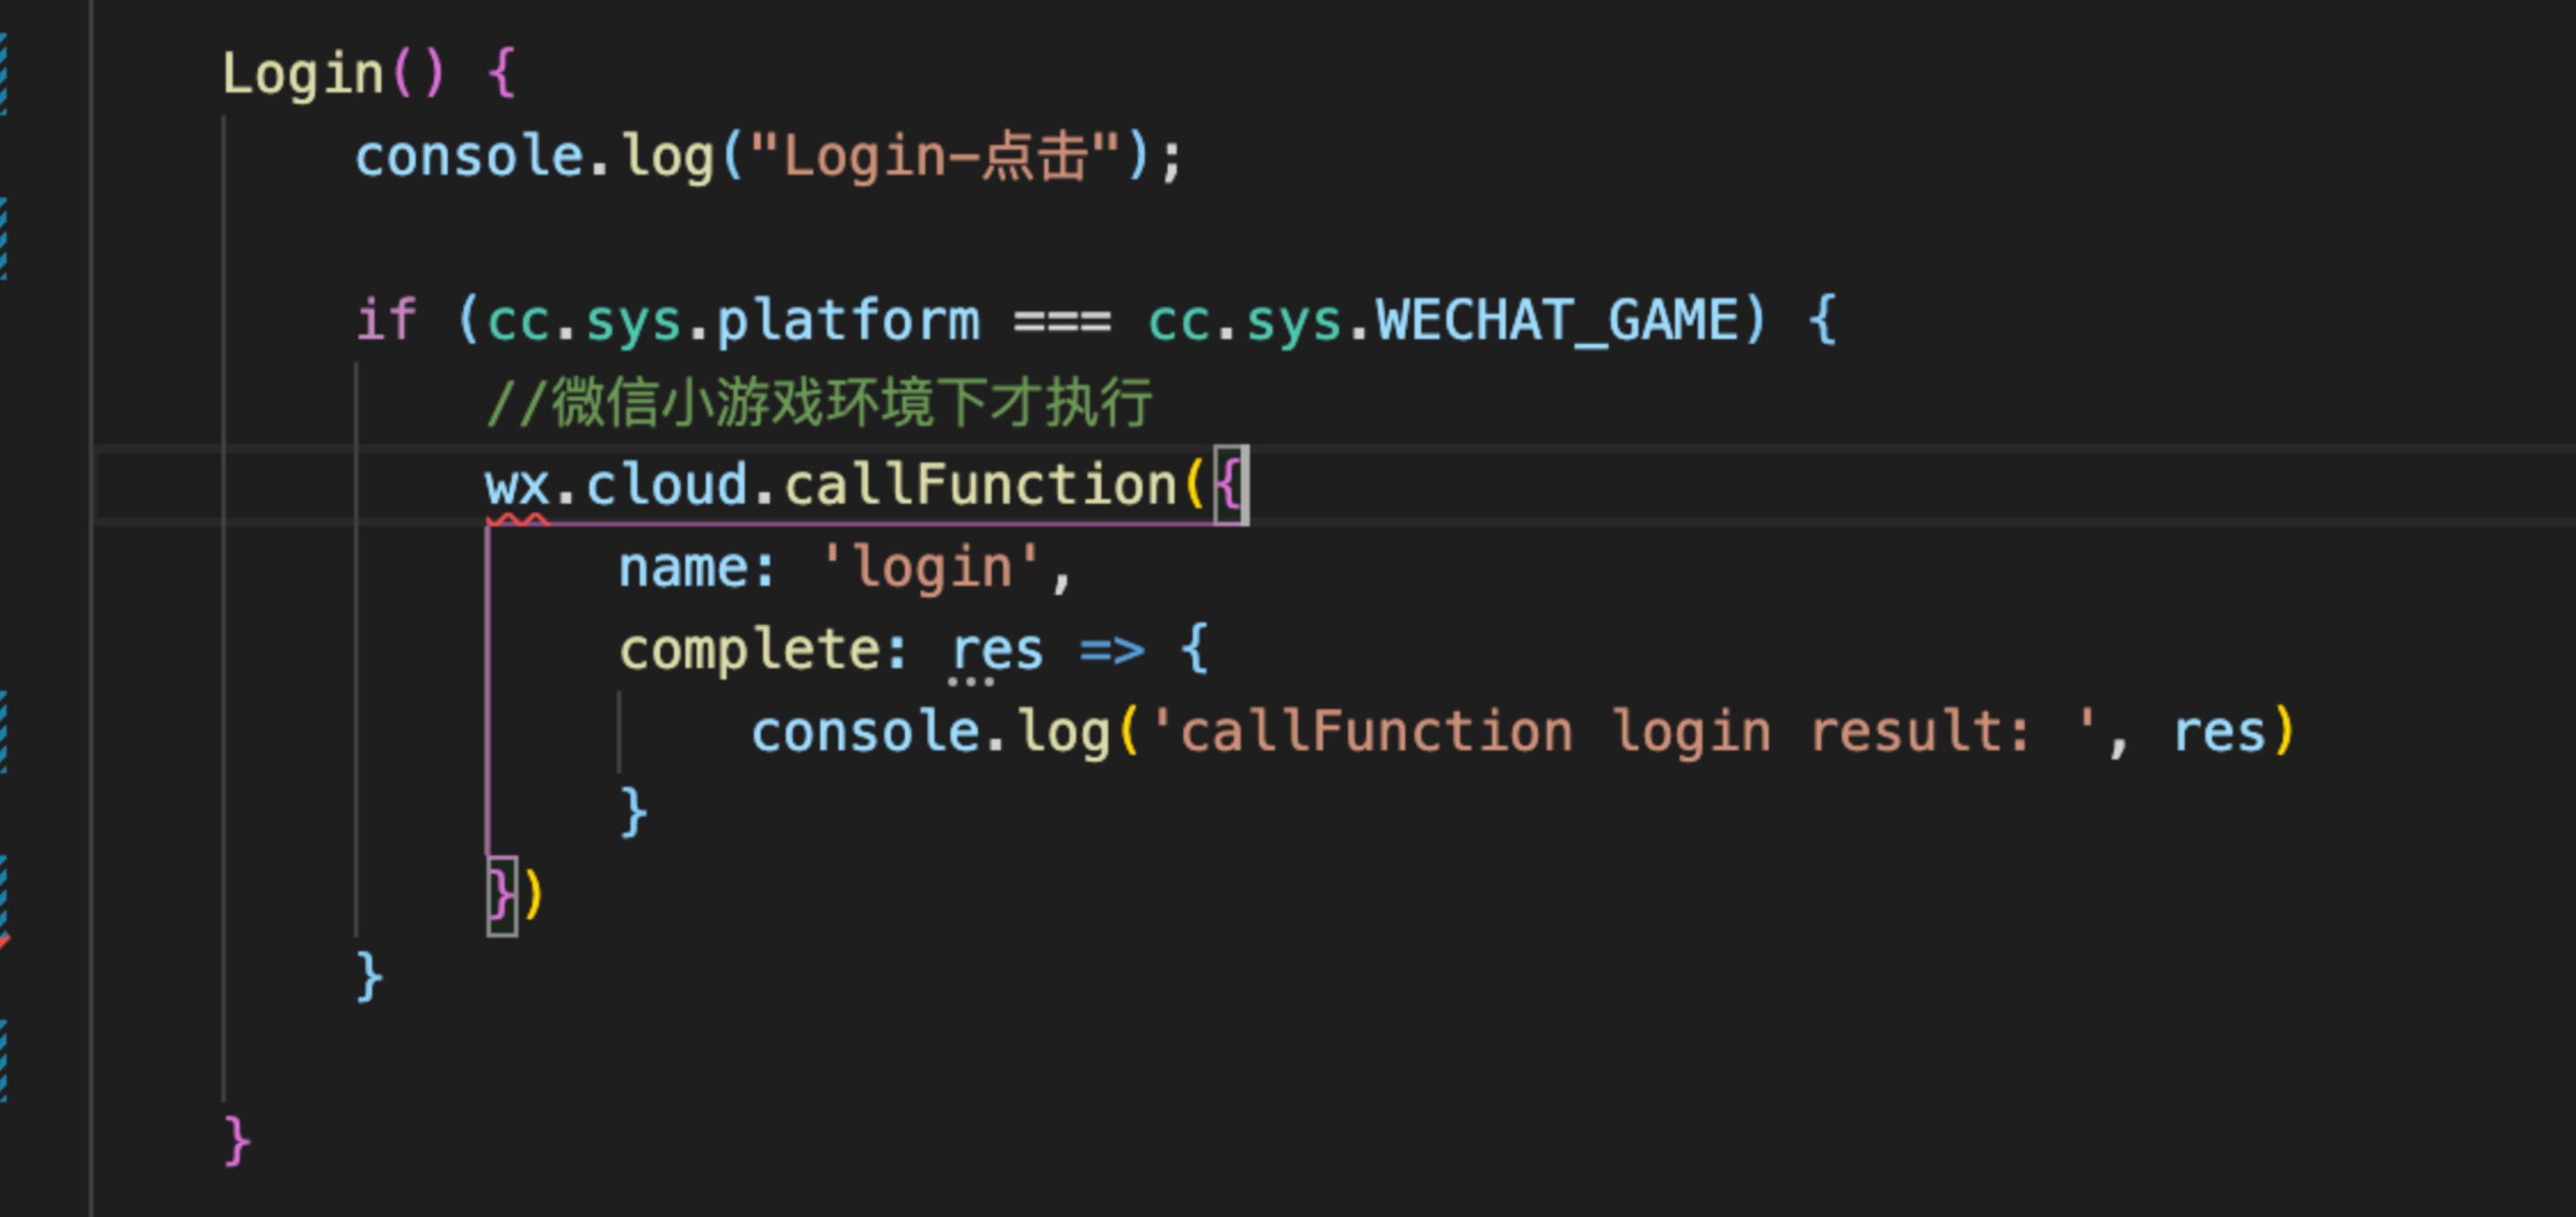 Login() {
console.log("Login-点击");
if (cc.sys.platform === cc.sys.WECHAT_GAME) {
//微信小游戏环境下才执行
wx.cloud.callFunction({
name: 'login',
complete: res => {
console.log('callFunction login result: ', res)
}
})
}
}